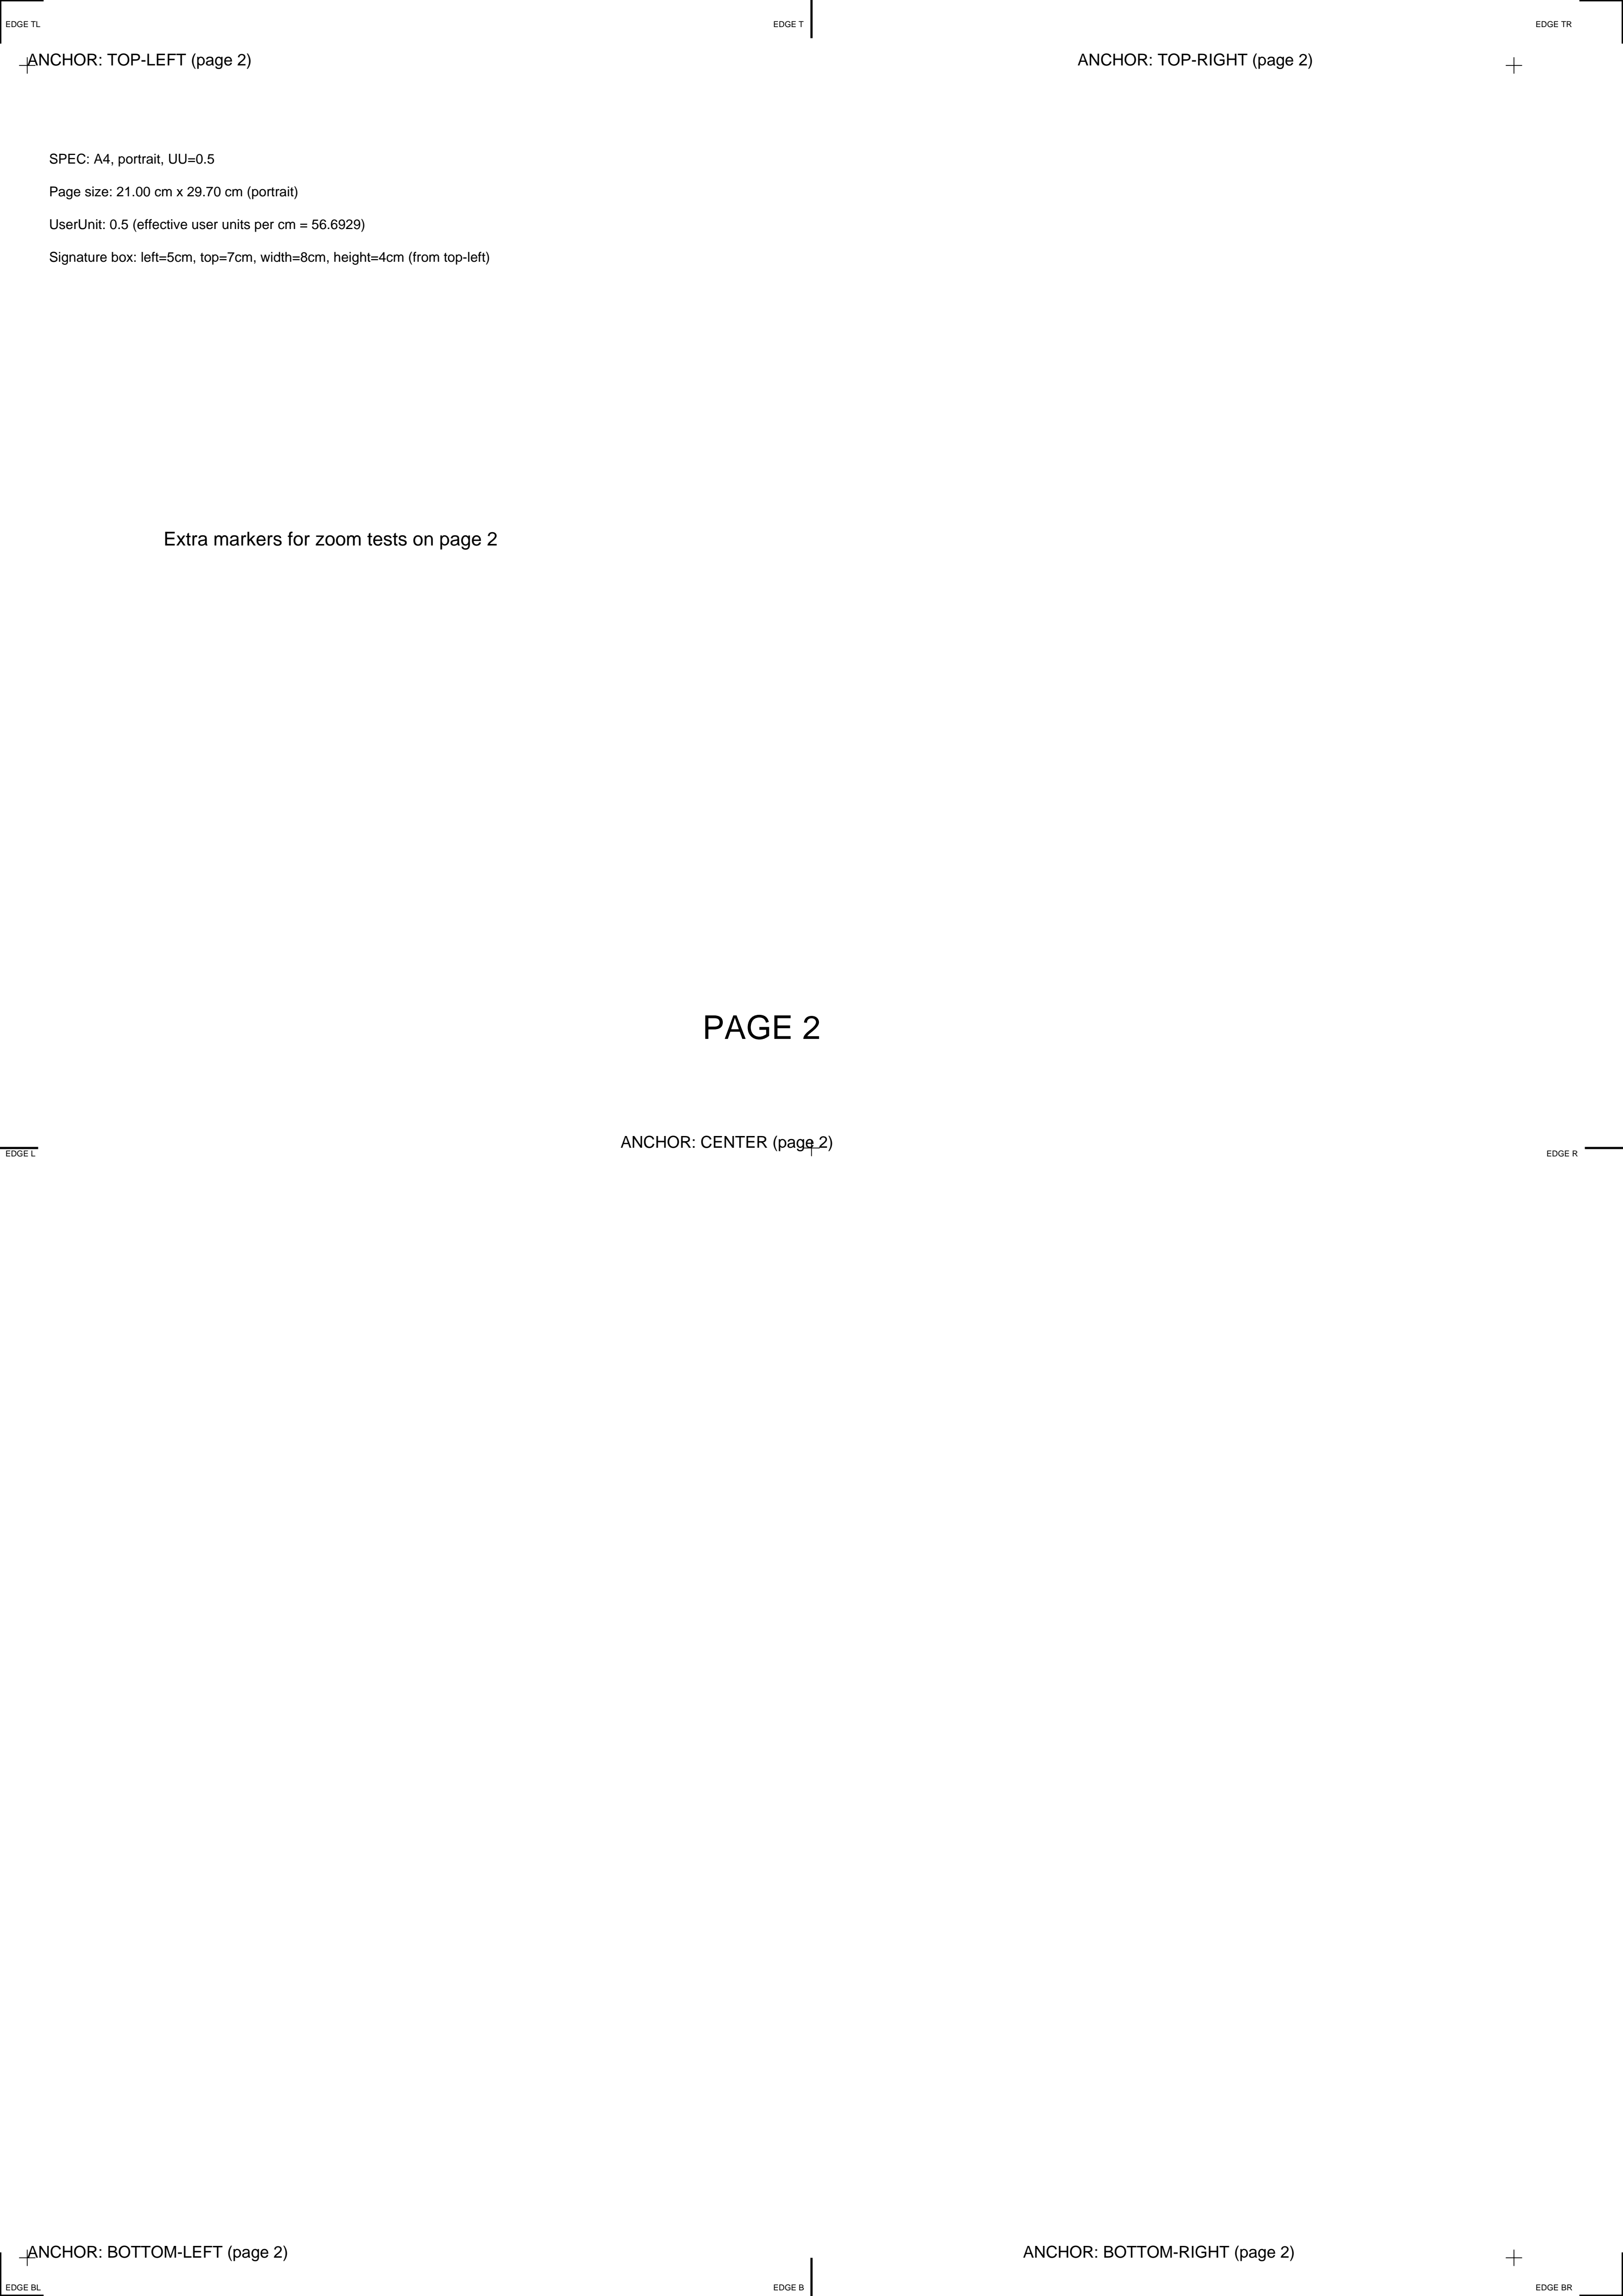 EDGE TL
EDGE T
EDGE TR
ANCHOR: TOP-LEFT (page 2)
ANCHOR: TOP-RIGHT (page 2)
SPEC: A4, portrait, UU=0.5
Page size: 21.00 cm x 29.70 cm (portrait)
UserUnit: 0.5 (effective user units per cm = 56.6929)
Signature box: left=5cm, top=7cm, width=8cm, height=4cm (from top-left)
Extra markers for zoom tests on page 2
PAGE 2
ANCHOR: CENTER (page 2)
EDGE L
EDGE R
ANCHOR: BOTTOM-LEFT (page 2)
ANCHOR: BOTTOM-RIGHT (page 2)
EDGE BL
EDGE B
EDGE BR